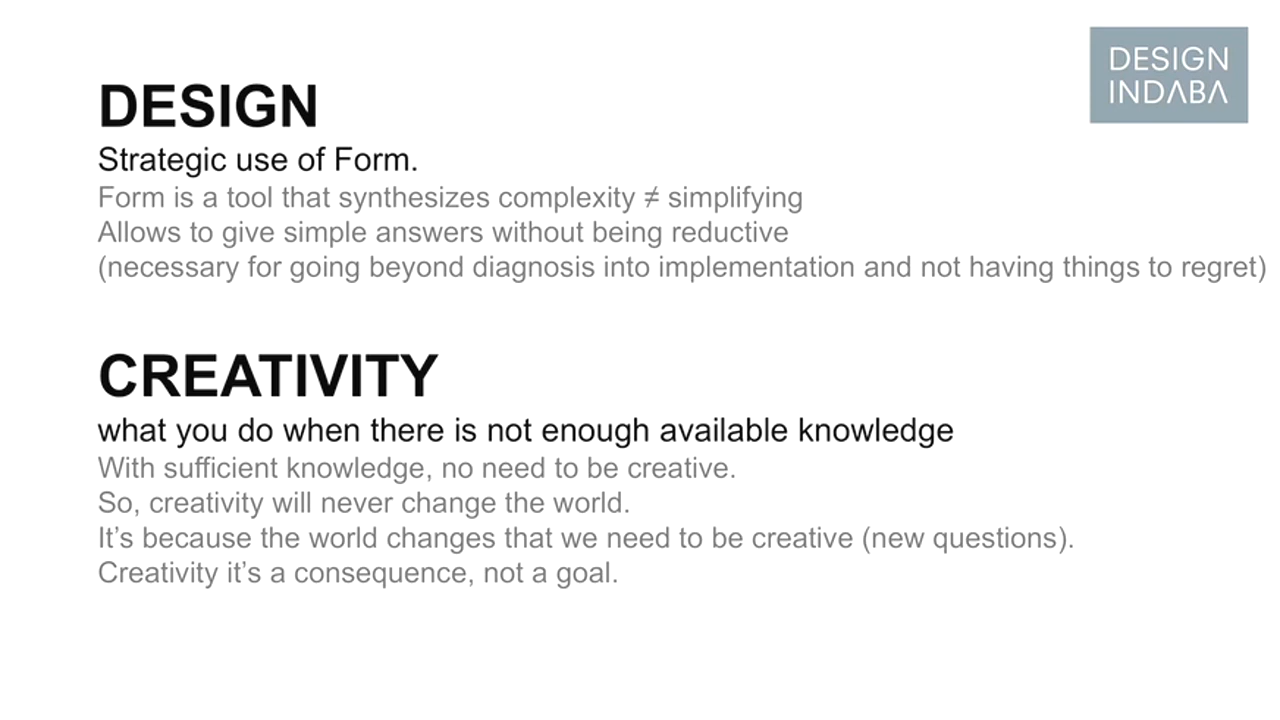 DESIGN
INDABA
DESIGN
Strategic use of Form.
Form is a tool that synthesizes complexity ≠ simplifying
Allows to give simple answers without being reductive
(necessary for going beyond diagnosis into implementation and not having things to regret)
CREATIVITY
what you do when there is not enough available knowledge
With sufficient knowledge, no need to be creative.
So, creativity will never change the world.
It’s because the world changes that we need to be creative (new questions).
Creativity it’s a consequence, not a goal.